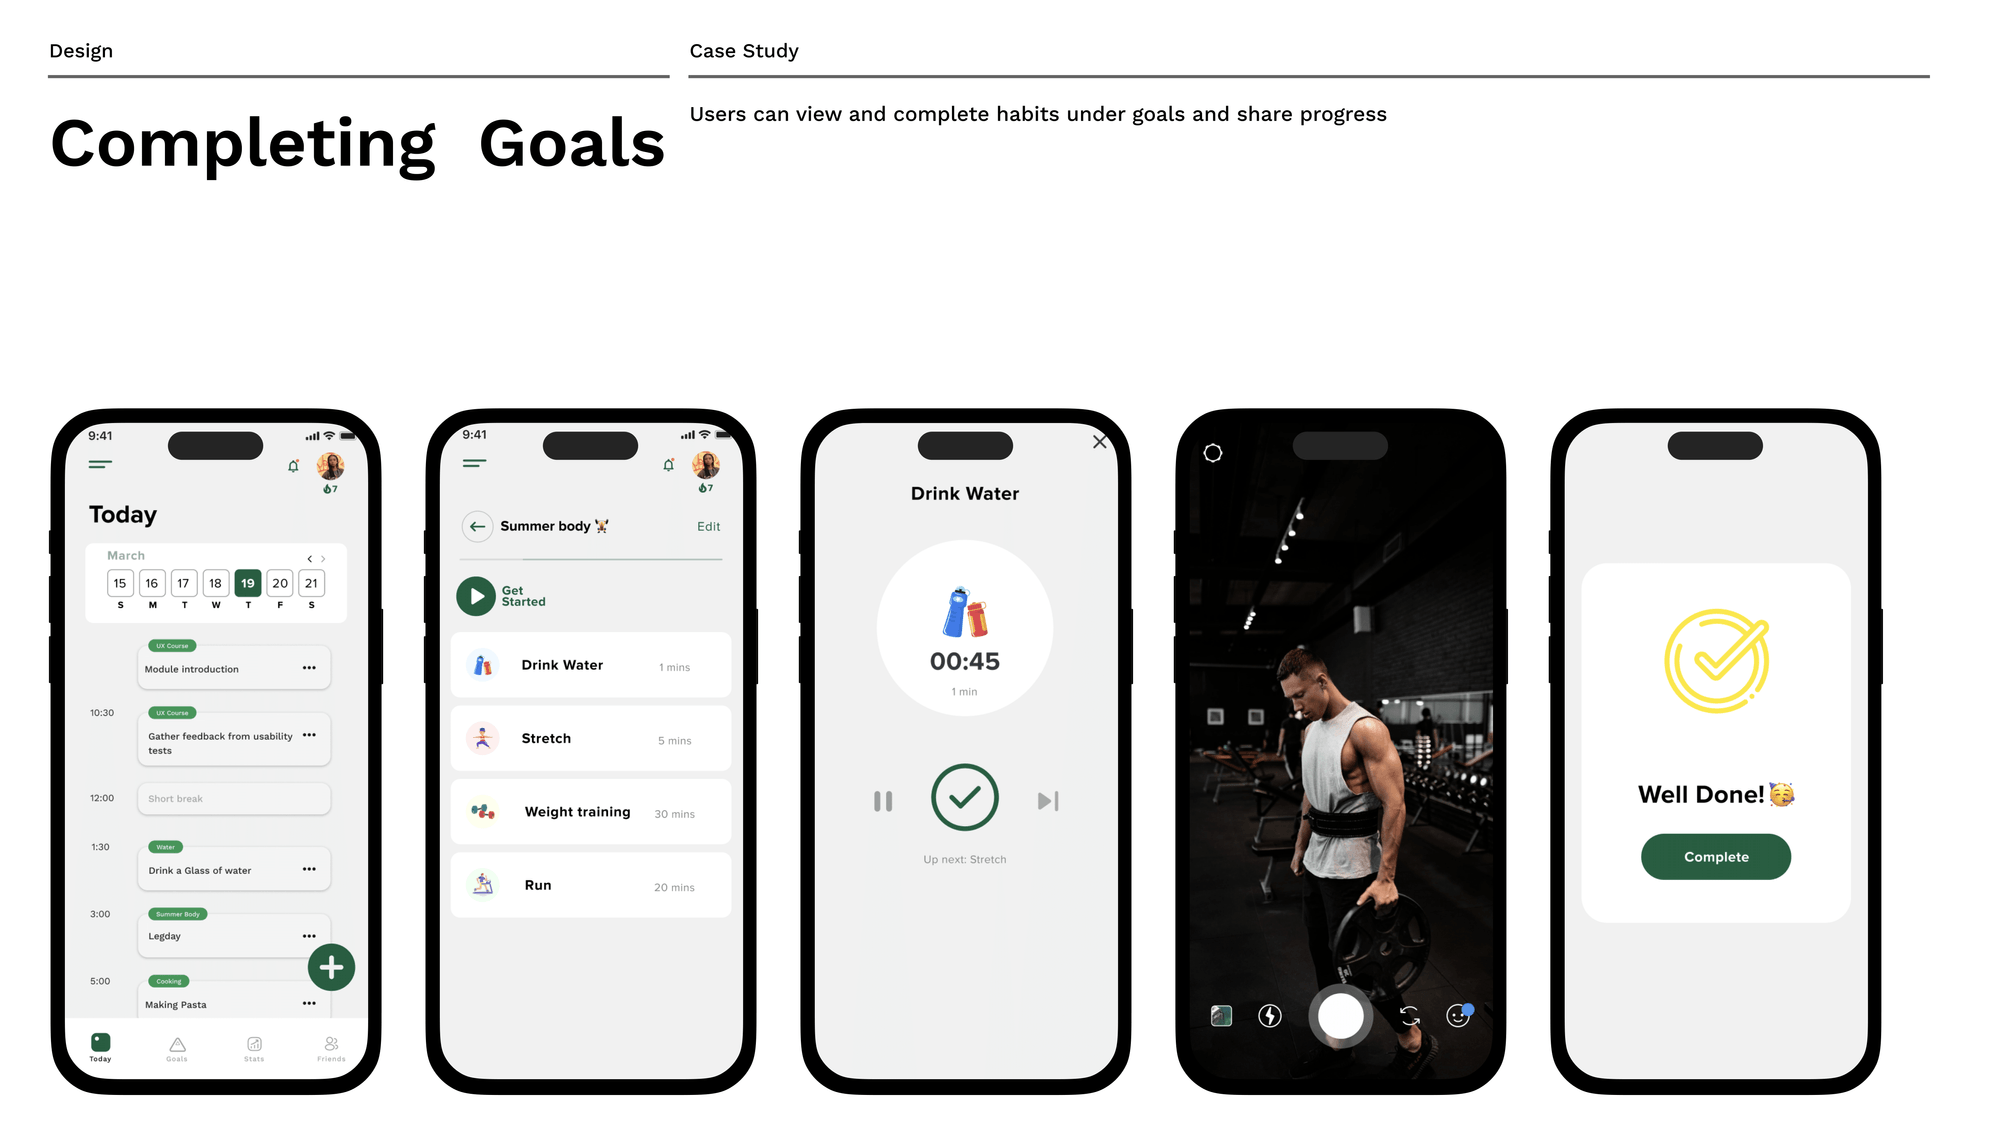 Design
Case Study
Completing Goals
Users can view and complete habits under goals and share progress
9:41
7
Today
March
15 16 17 18 19 20 21
S M T W T F S
UX Course
Module introduction
10:30
UX Course
Gather feedback from usability
tests
12:00
Short break
1:30
Water
Drink a Glass of water
3:00
Summer Body
Legday
5:00
Cooking
Making Pasta
Today
Goals
Stats
Friends
9:41
7
Summer body
Edit
Get
Started
Drink Water
1 mins
Stretch
5 mins
Weight training
30 mins
Run
20 mins
Drink Water
00:45
1 min
Up next: Stretch
Well Done!
Complete